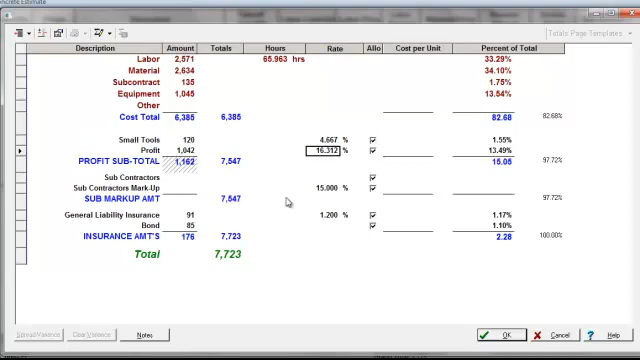 Concrete Estimate
Totals Page Templates
Description Amount Totals Hours Rate Allo Cost per Unit Percent of Total
Labor 2,571 65.963 hrs 33.29%
Material 2,634 34.10%
Subcontract 135 1.75%
Equipment 1,045 13.54%
Other
Cost Total 6,385 6,385 82.68 82.68%
Small Tools 120 4.667 % 1.55%
Profit 1,042 16.312 % 13.49%
PROFIT SUB-TOTAL 1,162 7,547 15.05 97.72%
Sub Contractors
Sub Contractors Mark-Up 15.000 %
SUB MARKUP AMT 7,547 97.72%
General Liability Insurance 91 1.200 % 1.17%
Bond 85 1.10%
INSURANCE AMT'S 176 7,723 2.28 100.00%
Total 7,723
Spread Variance Clear Variance Notes OK Cancel Help